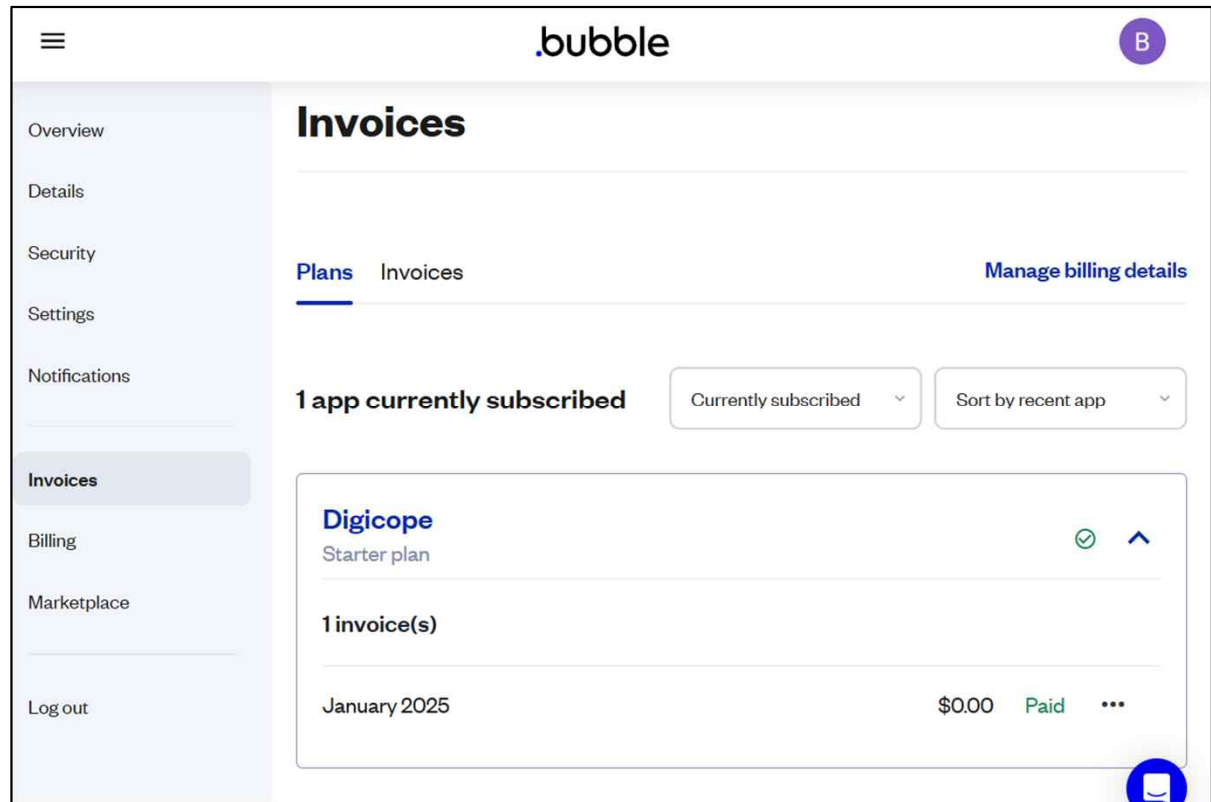 .bubble
B
Overview
Details
Security
Settings
Notifications
Invoices
Billing
Marketplace
Log out
Invoices
Plans Invoices Manage billing details
1 app currently subscribed Currently subscribed Sort by recent app
Digicope
Starter plan
1 invoice(s)
January 2025 $0.00 Paid •••